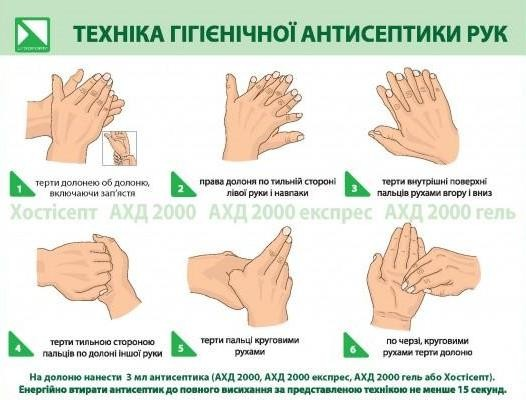 ТЕХНІКА ГІГІЄНІЧНОЇ АНТИСЕПТИКИ РУК
1
терти долонею об долоню,
включаючи зап'ястя
2
права долоня по тильній стороні
лівої руки і навпаки
3
терти внутрішні поверхні
пальців рухами вгору і вниз
Хостісепт АХД 2000 АХД 2000 експрес АХД 2000 гель
4
терти тильною стороною
пальців по долоні іншої руки
5
терти пальці круговими
рухами
6
по черзі, круговими
рухами терти долоню
На долоню нанести 3 мл антисептика (АХД 2000, АХД 2000 експрес, АХД 2000 гель або Хостісепт).
Енергійно втирати антисептик до повного висихання за представленою технікою не менше 15 секунд.